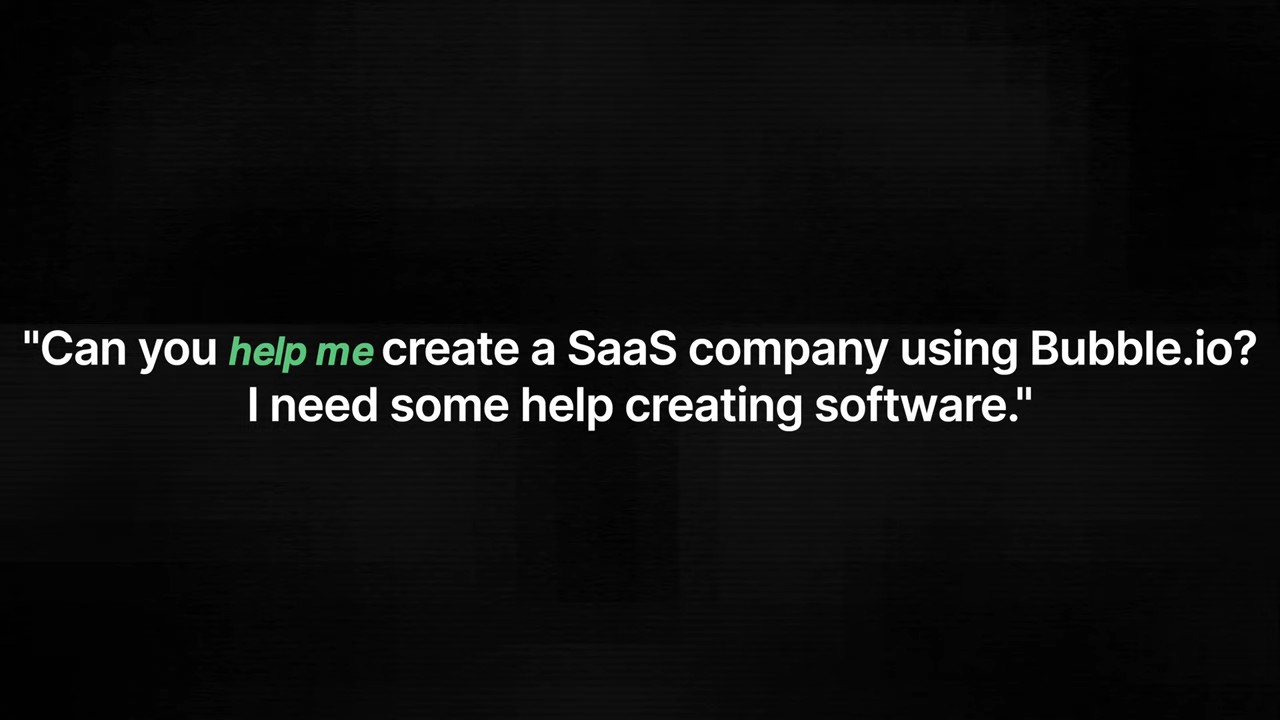 "Can you help me create a SaaS company using Bubble.io?
I need some help creating software."